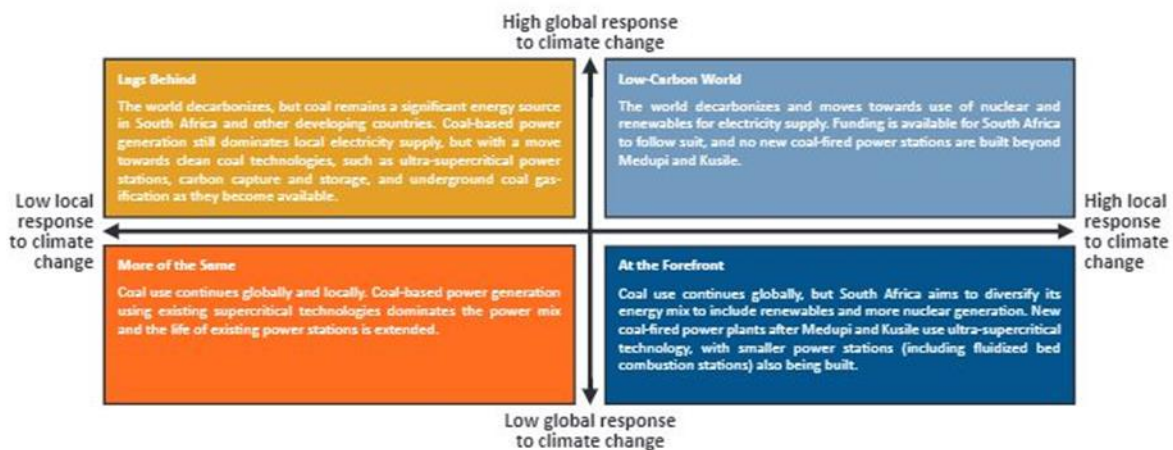 High global response
to climate change
Lags Behind
The world decarbonizes, but coal remains a significant energy source
in South Africa and other developing countries. Coal-based power
generation still dominates local electricity supply, but with a move
towards clean coal technologies, such as ultra-supercritical power
stations, carbon capture and storage, and underground coal gas-
ification as they become available.
Low-Carbon World
The world decarbonizes and moves towards use of nuclear and
renewables for electricity supply. Funding is available for South Africa
to follow suit, and no new coal-fired power stations are built beyond
Medupi and Kusile.
Low local
response
to climate
change
High local
response
to climate
change
More of the Same
Coal use continues globally and locally. Coal-based power generation
using existing supercritical technologies dominates the power mix
and the life of existing power stations is extended.
At the Forefront
Coal use continues globally, but South Africa aims to diversify its
energy mix to include renewables and more nuclear generation. New
coal-fired power plants after Medupi and Kusile use ultra-supercritical
technology, with smaller power stations (including fluidized bed
combustion stations) also being built.
Low global response
to climate change